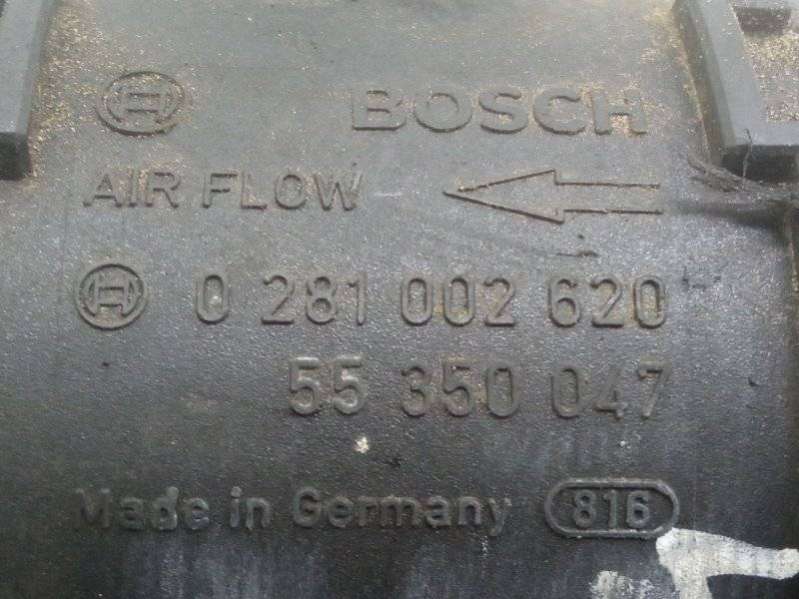 BOSCH
AIR FLOW
0 281 002 620
55 350 047
Made in Germany 816